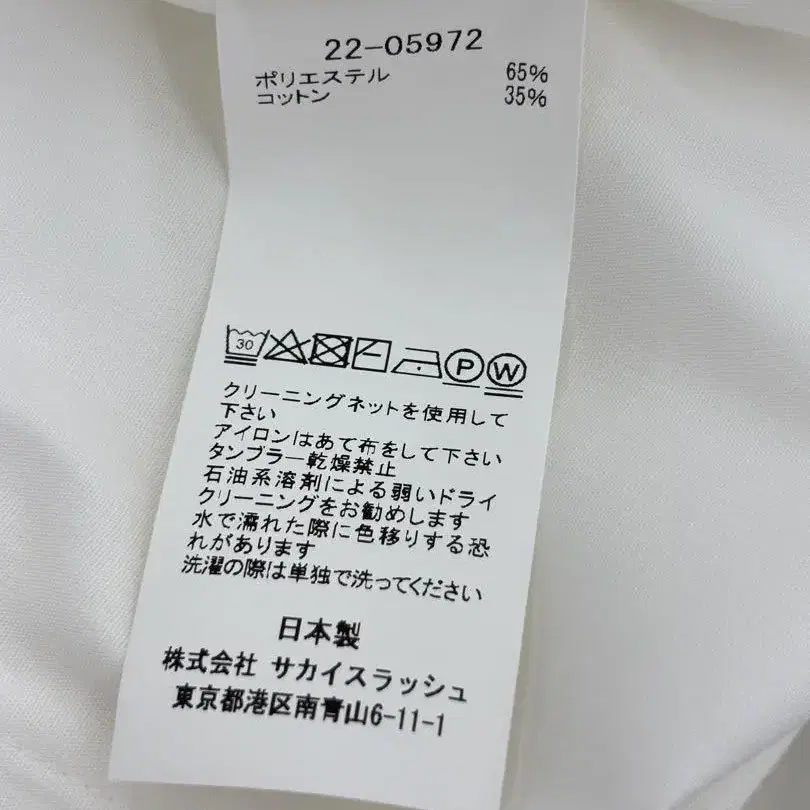 22-05972
ポリエステル 65%
コットン 35%
30 P W
クリーニングネットを使用して
下さい
アイロンはあて布をして下さい
タンブラー乾燥禁止
石油系溶剤による弱いドライ
クリーニングをお勧めします
水で濡れた際に色移りする恐
れがあります
洗濯の際は単独で洗ってください
日本製
株式会社 サカイスラッシュ
東京都港区南青山6-11-1